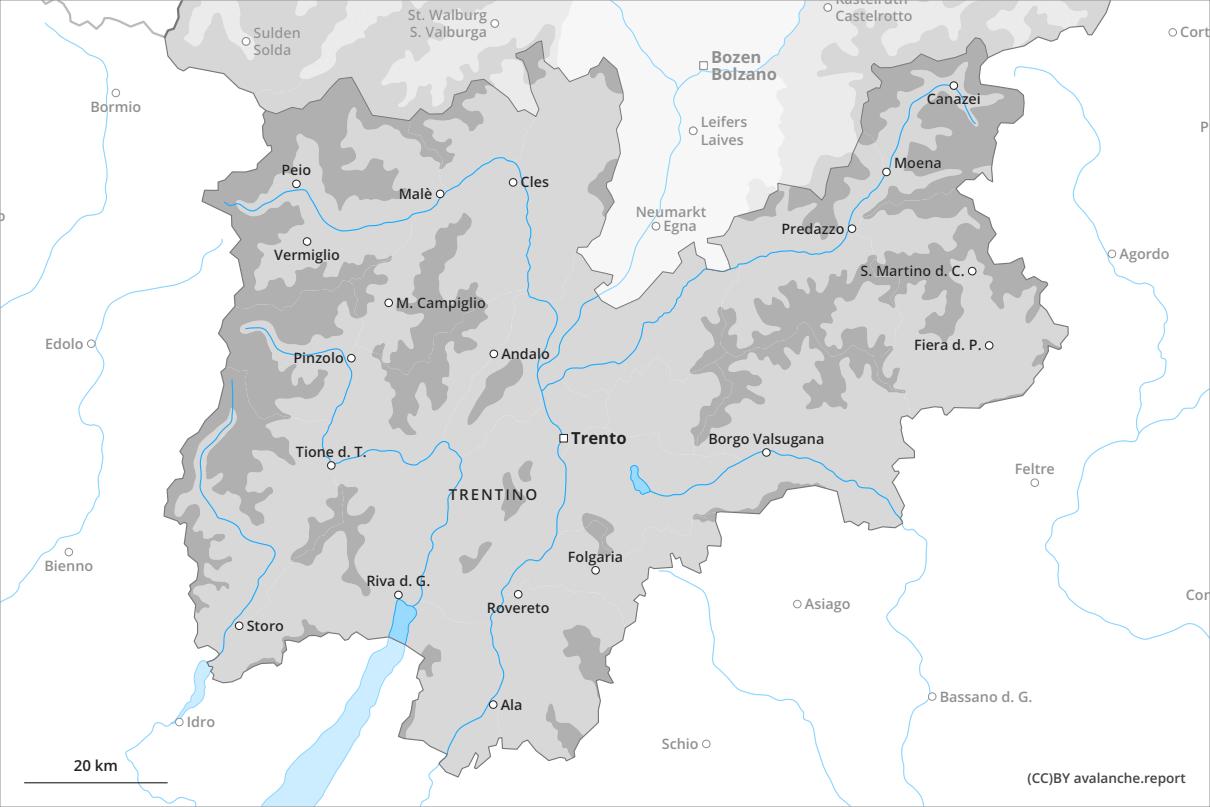 Kastelruth
Castelrotto
St. Walburg
S. Valburga
Sulden
Solda
Cort
Bozen
Bolzano
Bormio
Canazei
Leifers
Laives
P
Moena
Peio
Malè
Cles
Neumarkt
Egna
Predazzo
Vermiglio
Agordo
S. Martino d. C.
M. Campiglio
Edolo
Pinzolo
Andalo
Fiera d. P.
Trento
Borgo Valsugana
Tione d. T.
Feltre
TRENTINO
Bienno
Folgaria
Riva d. G.
Cor
Rovereto
Asiago
Storo
Bassano d. G.
Ala
Idro
Schio
20 km
(CC)BY avalanche.report